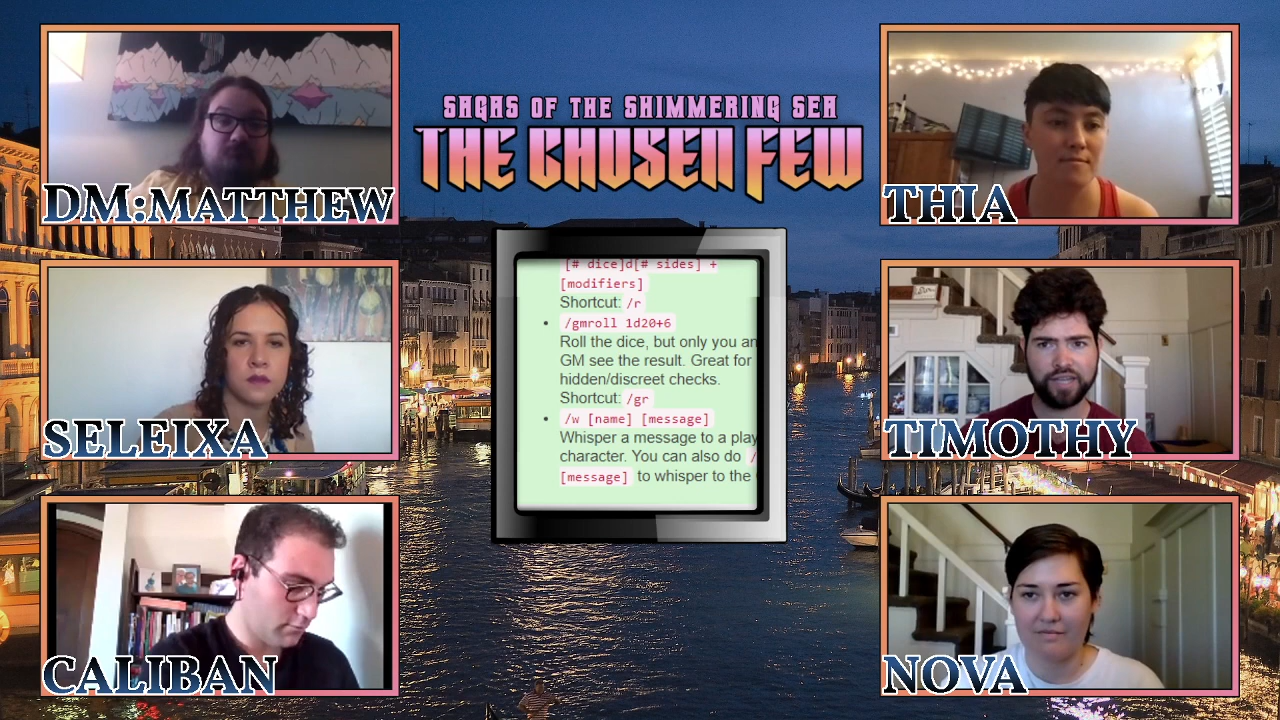 SAGAS OF THE SHIMMERING SEA
THE CHOSEN FEW
DM:MATTHEW
THIA
SELEIXA
TIMOTHY
CALIBAN
NOVA
[# dice]d[# sides] +
[modifiers]
Shortcut: /r
• /gmroll 1d20+6
Roll the dice, but only you an
GM see the result. Great for
hidden/discreet checks.
Shortcut: /gr
• /w [name] [message]
Whisper a message to a play
character. You can also do /
[message] to whisper to the